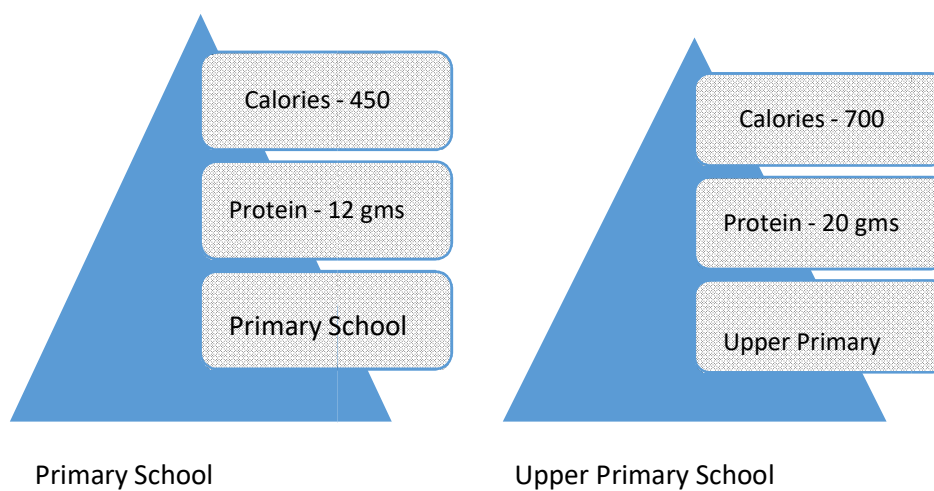 Calories - 450
Protein - 12 gms
Primary School
Primary School
Calories - 700
Protein - 20 gms
Upper Primary
Upper Primary School